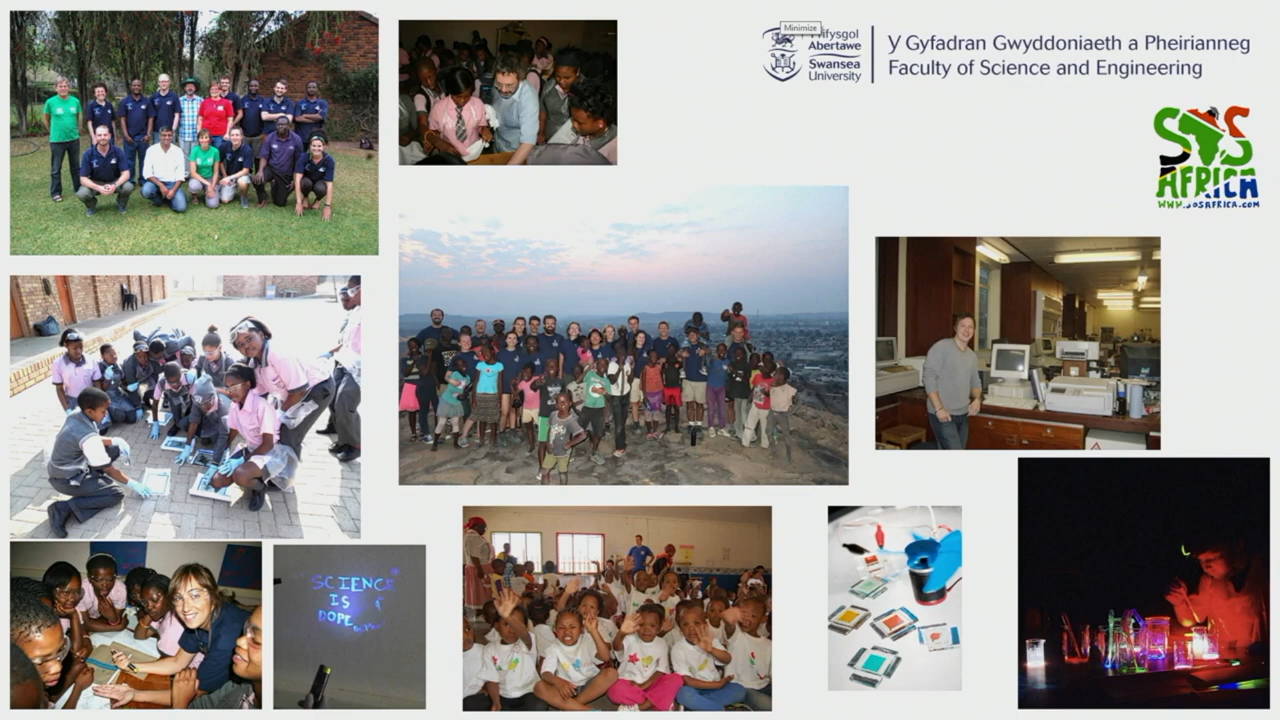 Minimize
Abertawe
Swansea
University
Y Gyfadran Gwyddoniaeth a Pheirianneg
Faculty of Science and Engineering
SOS
AFRICA
WWW.SOSAFRICA.COM
SCIENCE
IS
DOPE